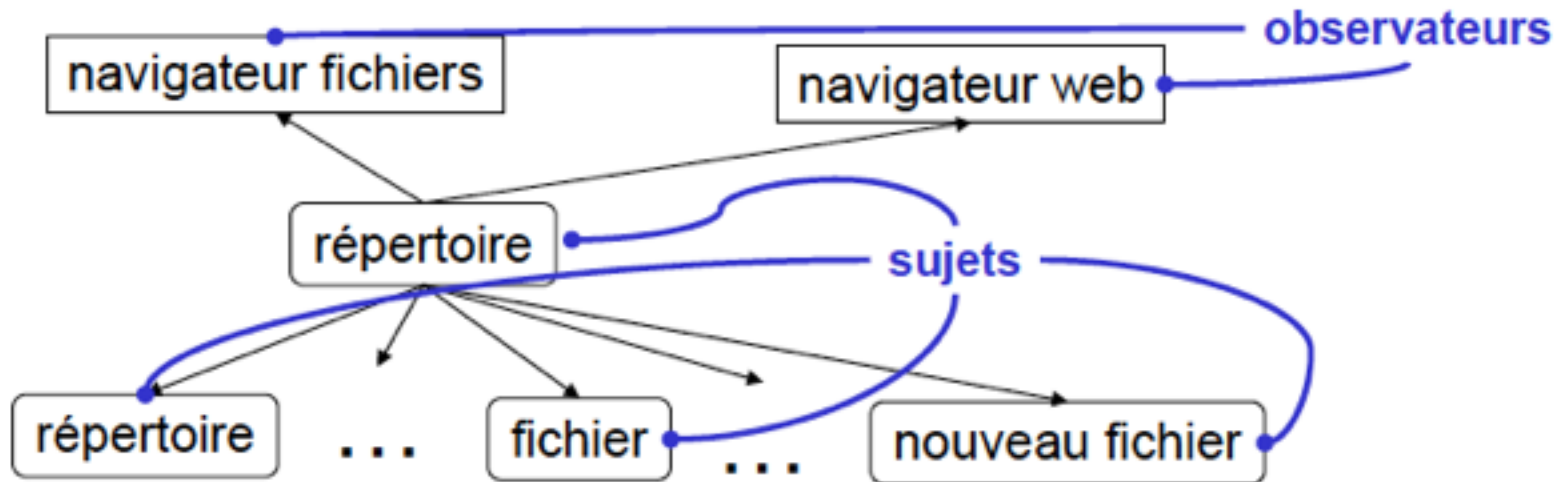 observateurs
navigateur fichiers
navigateur web
répertoire
sujets
répertoire
...
fichier
...
nouveau fichier